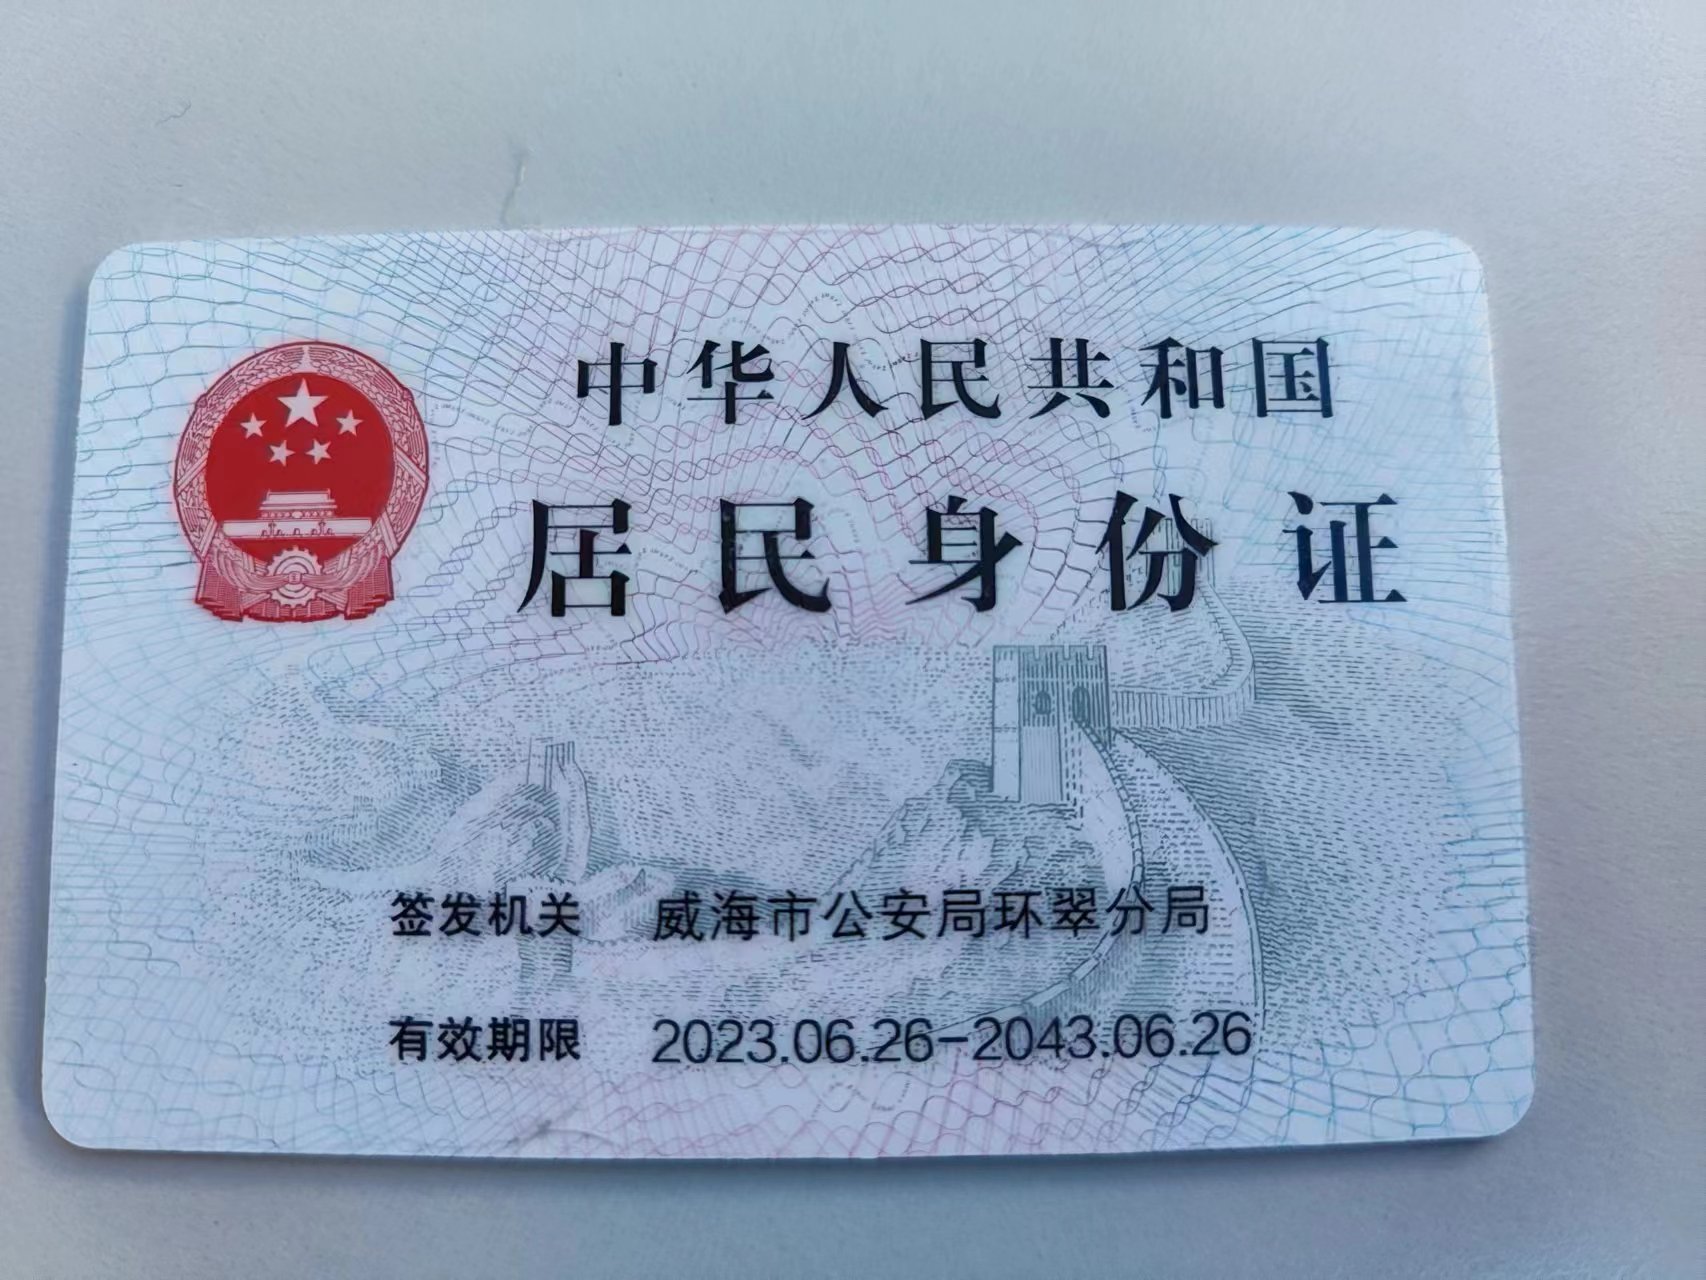 中华人民共和国
居民身份证
签发机关 威海市公安局环翠分局
有效期限 2023.06.26-2043.06.26